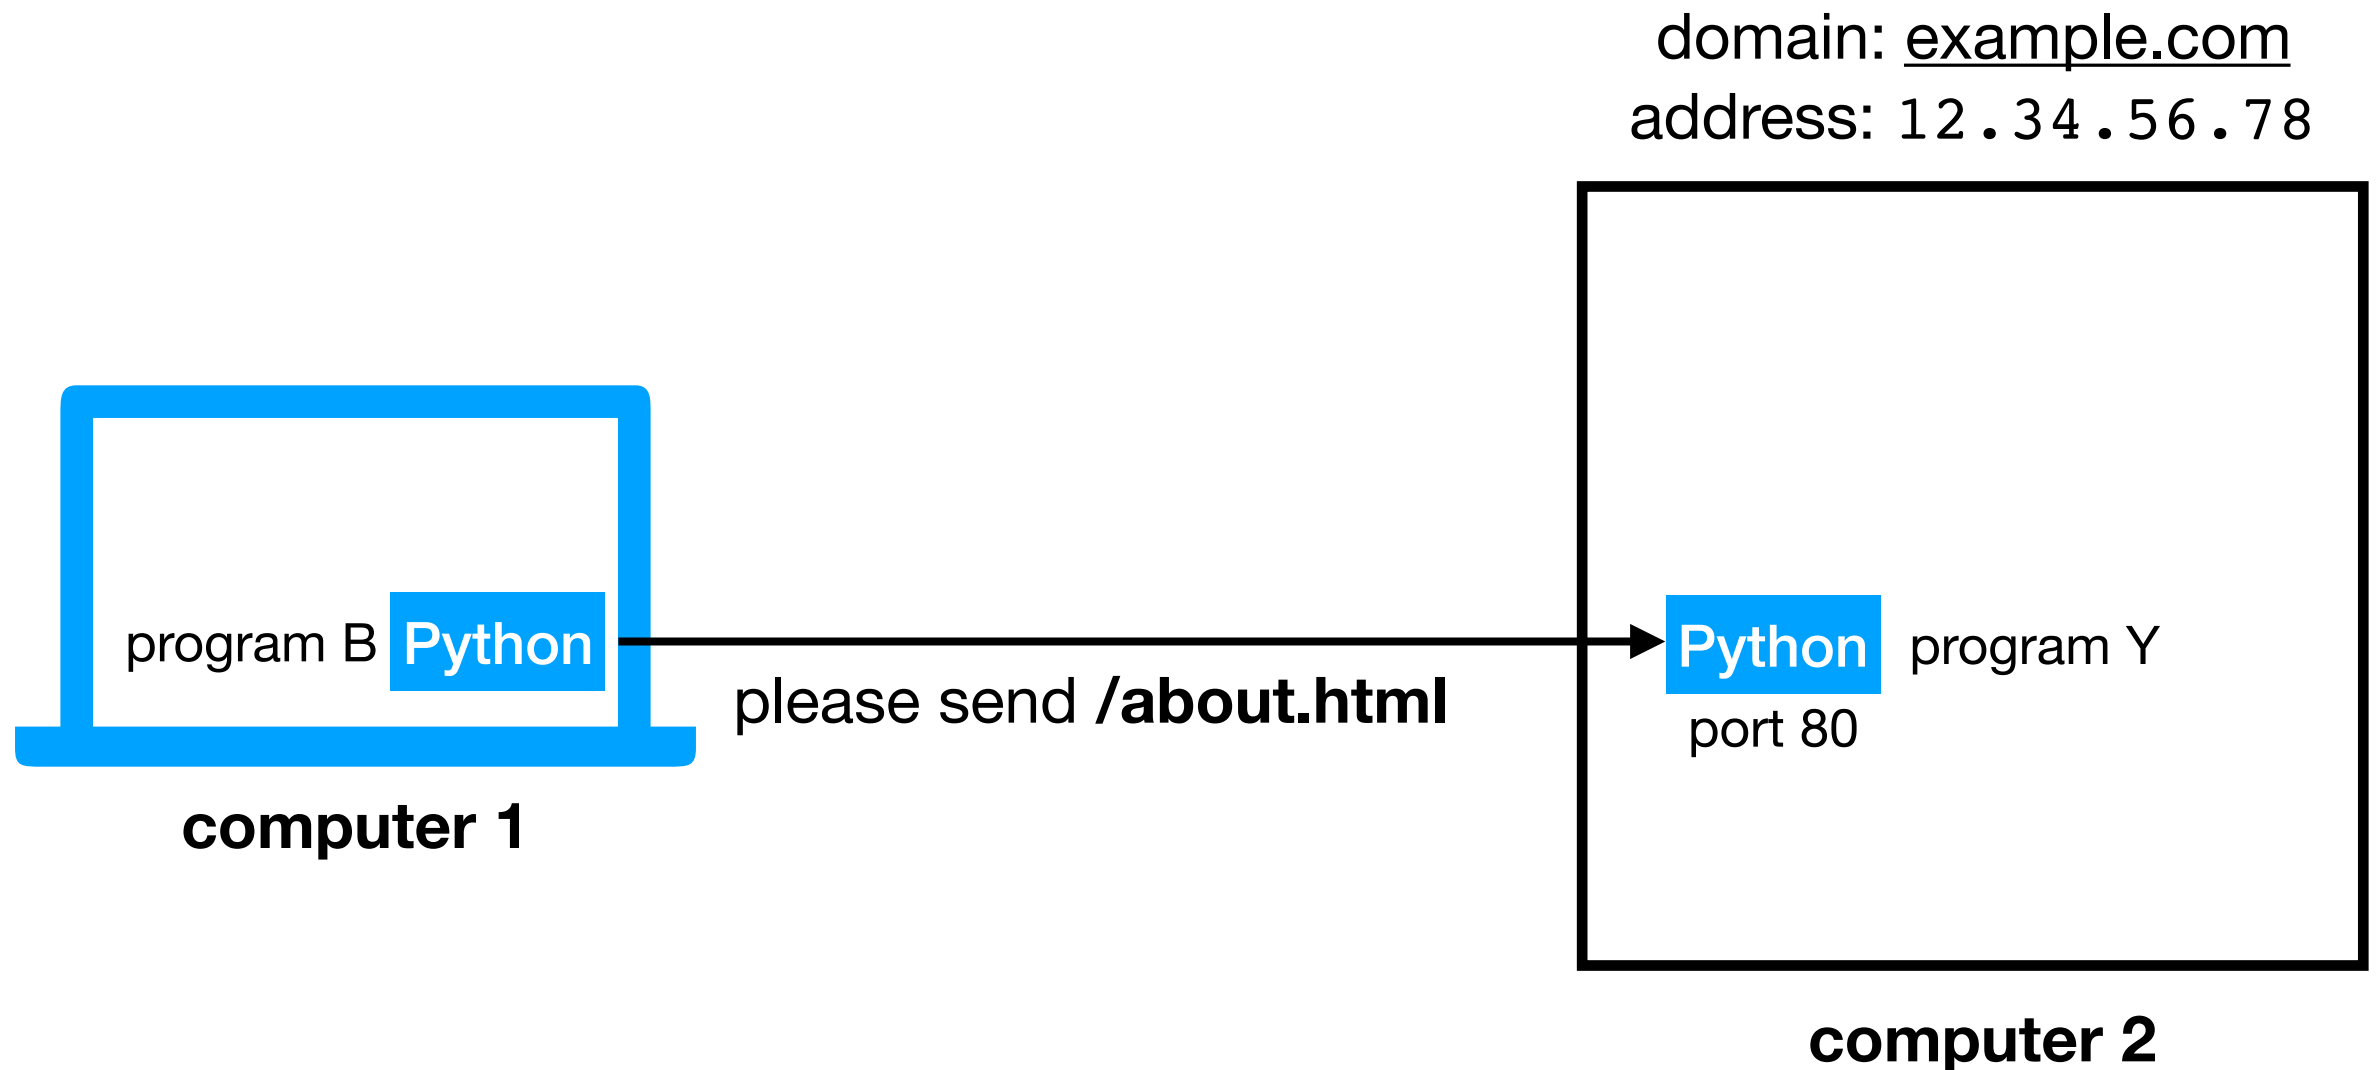 domain: example.com
address: 12.34.56.78
program B Python
Python program Y
please send /about.html
port 80
computer 1
computer 2